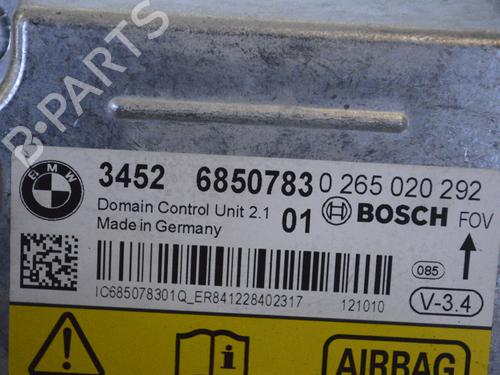 B-PARTS
BMW
3452 6850783 0 265 020 292
Domain Control Unit 2.1 01 BOSCH FOV
Made in Germany
085
IC685078301Q_ER841228402317 121010 V-3.4
AIRBAG